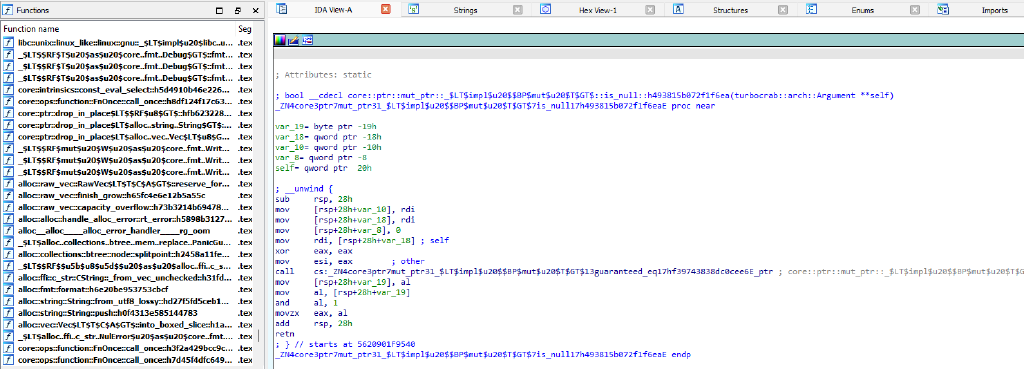 Functions
Function name Seg
libc::unix::linux_like::linux::gnu::_$LT$impl$u20$libc..u... .tex
_$LT$$RF$T$u20$as$u20$core..fmt..Debug$GT$::fmt... .tex
_$LT$$RF$T$u20$as$u20$core..fmt..Debug$GT$::fmt... .tex
_$LT$$RF$T$u20$as$u20$core..fmt..Debug$GT$::fmt... .tex
core::intrinsics::const_eval_select::h5d4910b46e226... .tex
core::ops::function::FnOnce::call_once::h8df124f17c63... .tex
core::ptr::drop_in_place$LT$$RF$u8$GT$::hfb623228... .tex
core::ptr::drop_in_place$LT$alloc..string..String$GT$:... .tex
core::ptr::drop_in_place$LT$alloc..vec..Vec$LT$u8$G... .tex
_$LT$$RF$mut$u20$W$u20$as$u20$core..fmt..Writ... .tex
_$LT$$RF$mut$u20$W$u20$as$u20$core..fmt..Writ... .tex
_$LT$$RF$mut$u20$W$u20$as$u20$core..fmt..Writ... .tex
alloc::raw_vec::RawVec$LT$T$C$A$GT$::reserve_for... .tex
alloc::raw_vec::finish_grow::h65fc4e6e12b5a55c .tex
alloc::raw_vec::capacity_overflow::h73b3214b69478... .tex
alloc::alloc::handle_alloc_error::rt_error::h5898b3127... .tex
alloc__alloc____alloc_error_handler____rg_oom .tex
_$LT$alloc..collections..btree..mem..replace..PanicGu... .tex
alloc::collections::btree::node::splitpoint::h2458a11fe... .tex
_$LT$$RF$$u5b$u8$u5d$$u20$as$u20$alloc..ffi..c_s... .tex
alloc::ffi::c_str::CString::_from_vec_unchecked::h31fd... .tex
alloc::fmt::format::h6e20be953753cbcf .tex
alloc::string::String::from_utf8_lossy::hd27f5fd5ceb1... .tex
alloc::string::String::push::h0f4313e585144783 .tex
alloc::vec::Vec$LT$T$C$A$GT$::into_boxed_slice::h1a... .tex
_$LT$alloc..ffi..c_str..NulError$u20$as$u20$core..fmt.... .tex
core::ops::function::FnOnce::call_once::h3f2a429bcc9c... .tex
core::ops::function::FnOnce::call_once::h7d45f4dfc649... .tex
IDA View-A Strings Hex View-1 Structures Enums Imports
; Attributes: static
; bool __cdecl core::ptr::mut_ptr::_$LT$impl$u20$$BP$mut$u20$T$GT$::is_null::h493815b072f1f6ea(turbocrab::arch::Argument **self)
_ZN4core3ptr7mut_ptr31_$LT$impl$u20$$BP$mut$u20$T$GT$7is_null17h493815b072f1f6eaE proc near
var_19= byte ptr -19h
var_18= qword ptr -18h
var_10= qword ptr -10h
var_8= qword ptr -8
self= qword ptr 20h
; __unwind {
sub rsp, 28h
mov [rsp+28h+var_10], rdi
mov [rsp+28h+var_18], rdi
mov [rsp+28h+var_8], 0
mov rdi, [rsp+28h+var_18] ; self
xor eax, eax
mov esi, eax ; other
call cs:_ZN4core3ptr7mut_ptr31_$LT$impl$u20$$BP$mut$u20$T$GT$13guaranteed_eq17hf39743838dc0cee6E_ptr ; core::ptr::mut_ptr::_$LT$impl$u20$$BP$mut$u20$T$G
mov [rsp+28h+var_19], al
mov al, [rsp+28h+var_19]
and al, 1
movzx eax, al
add rsp, 28h
retn
; } // starts at 5620901F9540
_ZN4core3ptr7mut_ptr31_$LT$impl$u20$$BP$mut$u20$T$GT$7is_null17h493815b072f1f6eaE endp